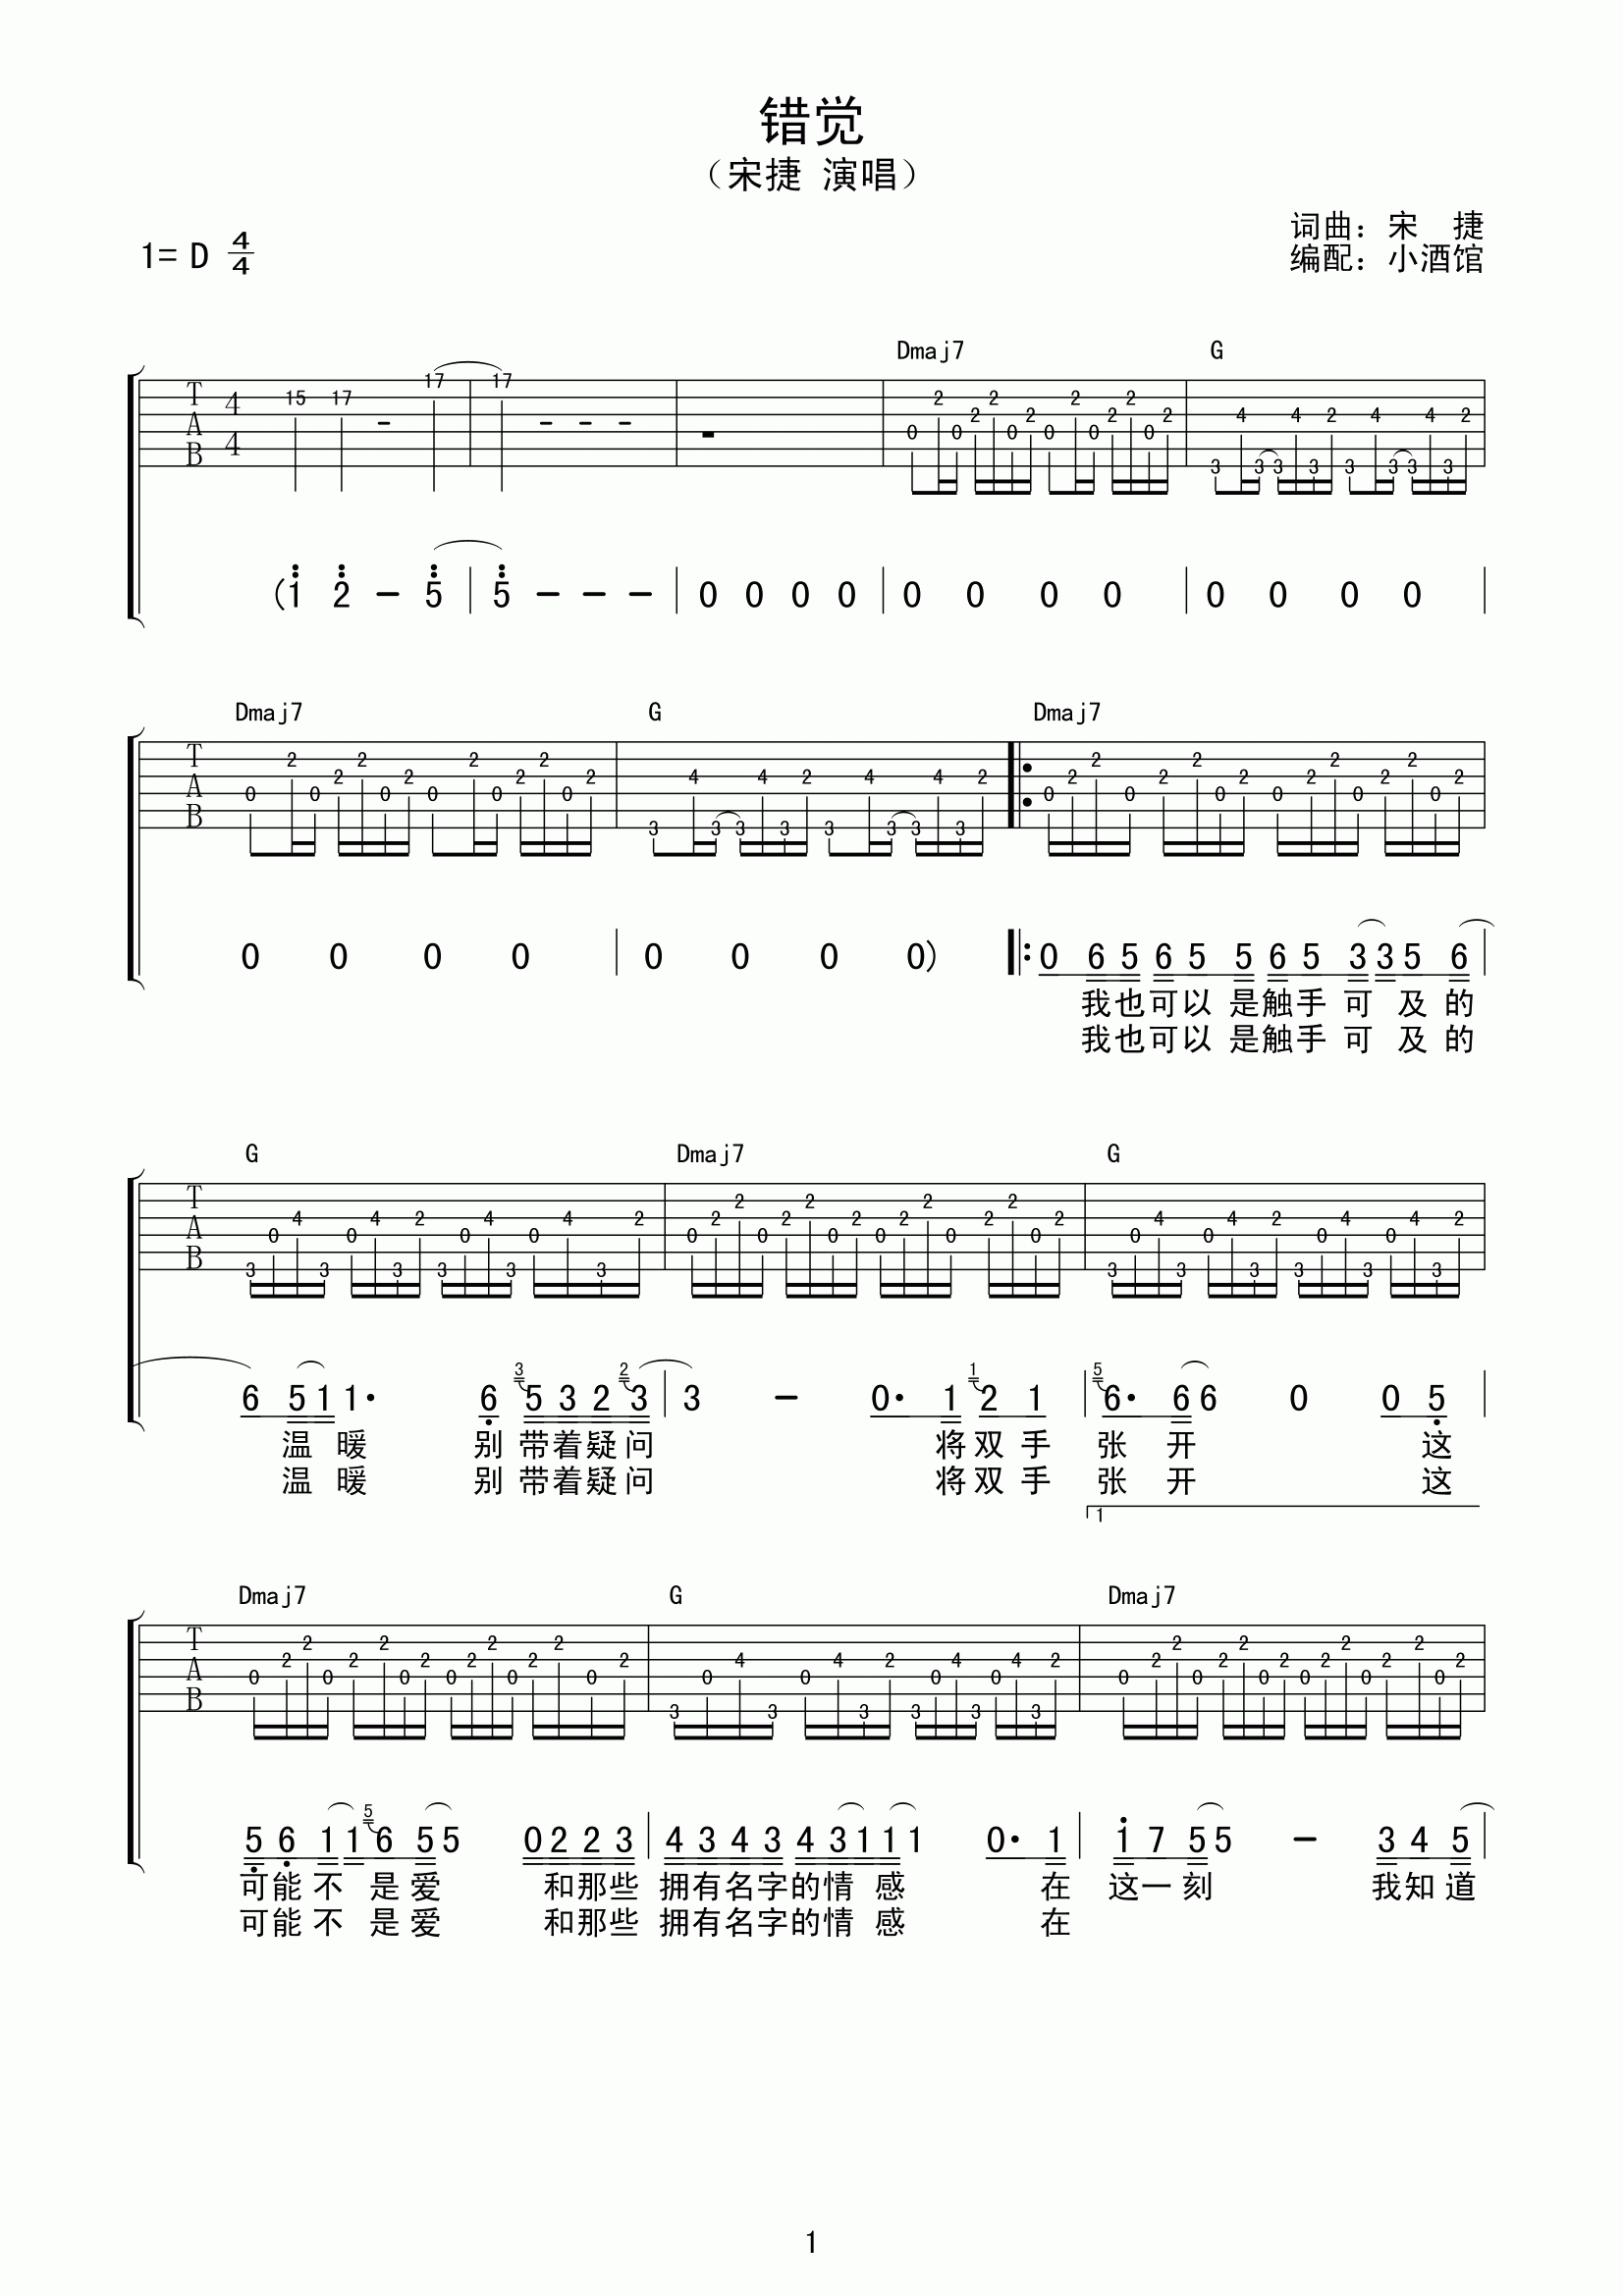 错觉
（宋捷 演唱）
词曲：宋 捷
1= D 4/4
编配：小酒馆
Dmaj7 G
T A B 4 4 15 17 - 17 17 - - -
(1 2 - 5 | 5 - - - | 0 0 0 0 | 0 0 0 0 | 0 0 0 0 |
Dmaj7 G Dmaj7
T A B
0 0 0 0 | 0 0 0 0) |: 0 6 5 6 5 5 6 5 3 3 5 6 |
我也可以 是触手 可 及 的
我也可以 是触手 可 及 的
G Dmaj7 G
T A B
6 5 1 1· 6 3 5 3 2 2 3 | 3 - 0· 1 1 2 1 | 5 6· 6 6 0 0 5 |
温 暖 别 带着疑问 将 双 手 张 开 这
温 暖 别 带着疑问 将 双 手 张 开 这
1
Dmaj7 G Dmaj7
T A B
5 6 1 1 5 6 5 5 0 2 2 3 | 4 3 4 3 4 3 1 1 1 0· 1 | 1 7 5 5 - 3 4 5 |
可能 不 是 爱 和那些 拥有名字的情 感 在 这一 刻 我知 道
可能 不 是 爱 和那些 拥有名字的情 感 在
1